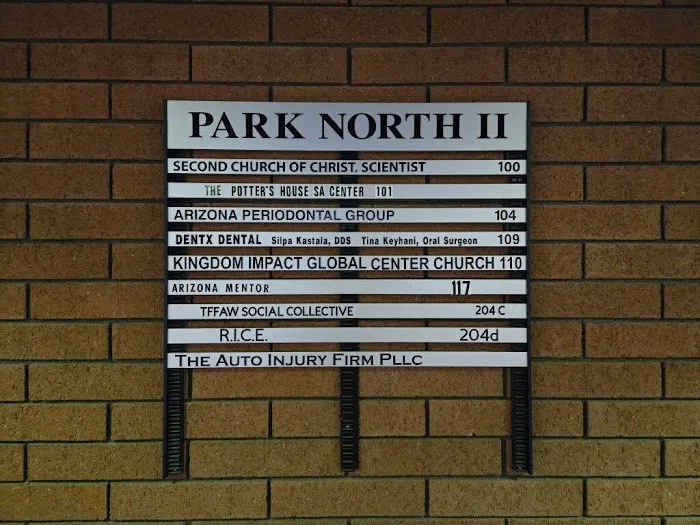 PARK NORTH II
SECOND CHURCH OF CHRIST, SCIENTIST 100
THE POTTER'S HOUSE SA CENTER 101
ARIZONA PERIODONTAL GROUP 104
DENTX DENTAL Silpa Kastala, DDS Tina Keyhani, Oral Surgeon 109
KINGDOM IMPACT GLOBAL CENTER CHURCH 110
ARIZONA MENTOR 117
TFFAW SOCIAL COLLECTIVE 204 C
R.I.C.E. 204d
THE AUTO INJURY FIRM PLLC